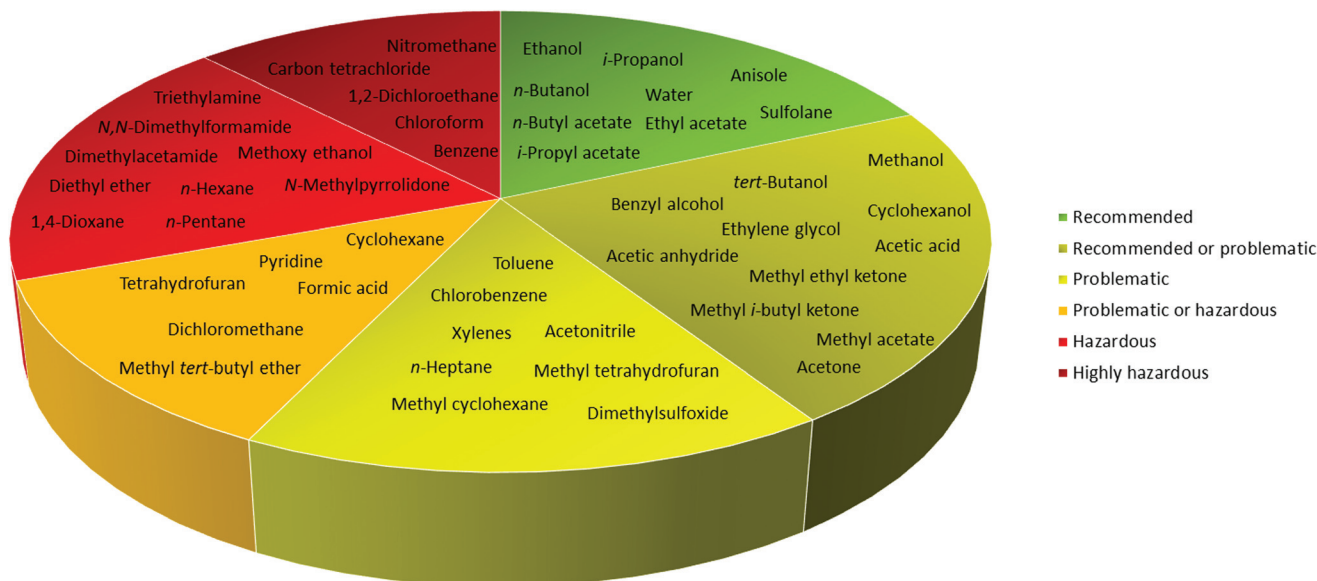 Nitromethane
Carbon tetrachloride
1,2-Dichloroethane
Chloroform
Benzene
Ethanol
i-Propanol
Anisole
n-Butanol
Water
Sulfolane
n-Butyl acetate
Ethyl acetate
i-Propyl acetate
Methanol
tert-Butanol
Benzyl alcohol
Cyclohexanol
Ethylene glycol
Acetic acid
Acetic anhydride
Methyl ethyl ketone
Methyl i-butyl ketone
Methyl acetate
Acetone
Toluene
Chlorobenzene
Xylenes
Acetonitrile
n-Heptane
Methyl tetrahydrofuran
Methyl cyclohexane
Dimethylsulfoxide
Cyclohexane
Pyridine
Tetrahydrofuran
Formic acid
Dichloromethane
Methyl tert-butyl ether
Triethylamine
N,N-Dimethylformamide
Dimethylacetamide
Methoxy ethanol
Diethyl ether
n-Hexane
N-Methylpyrrolidone
1,4-Dioxane
n-Pentane
Recommended
Recommended or problematic
Problematic
Problematic or hazardous
Hazardous
Highly hazardous